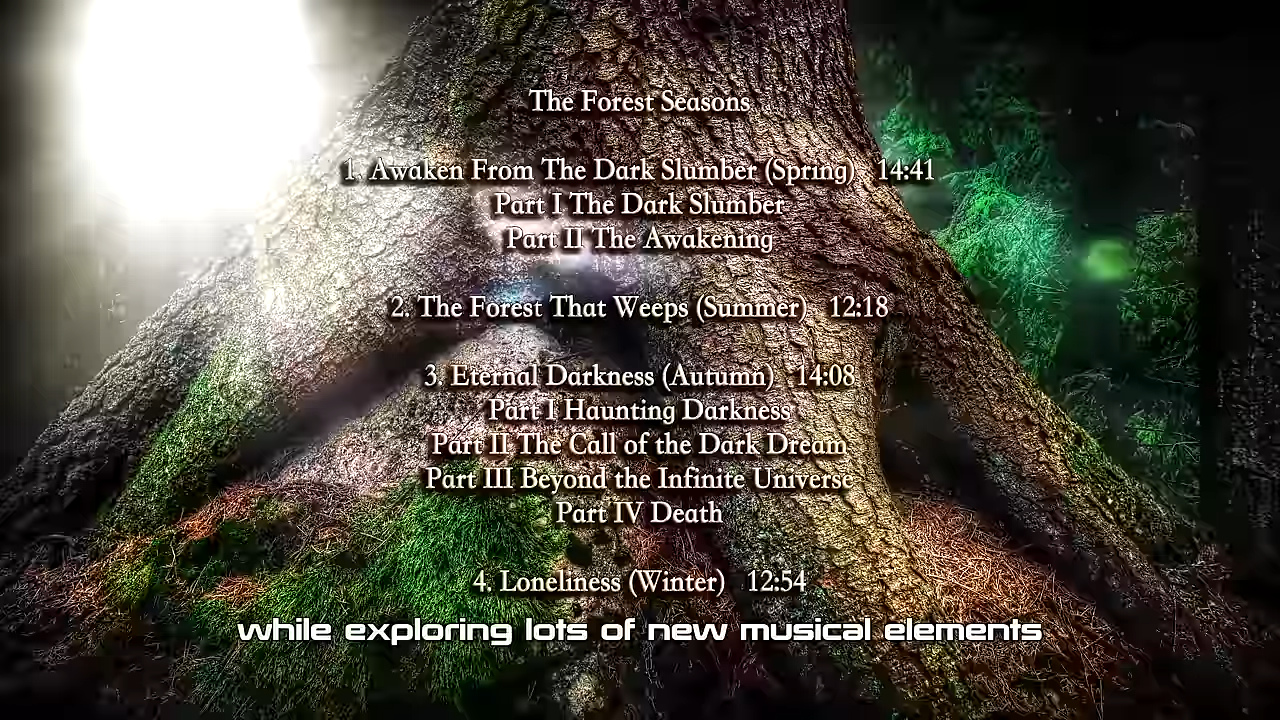 The Forest Seasons
1. Awaken From The Dark Slumber (Spring) 14:41
Part I The Dark Slumber
Part II The Awakening
2. The Forest That Weeps (Summer) 12:18
3. Eternal Darkness (Autumn) 14:08
Part I Haunting Darkness
Part II The Call of the Dark Dream
Part III Beyond the Infinite Universe
Part IV Death
4. Loneliness (Winter) 12:54
while exploring lots of new musical elements